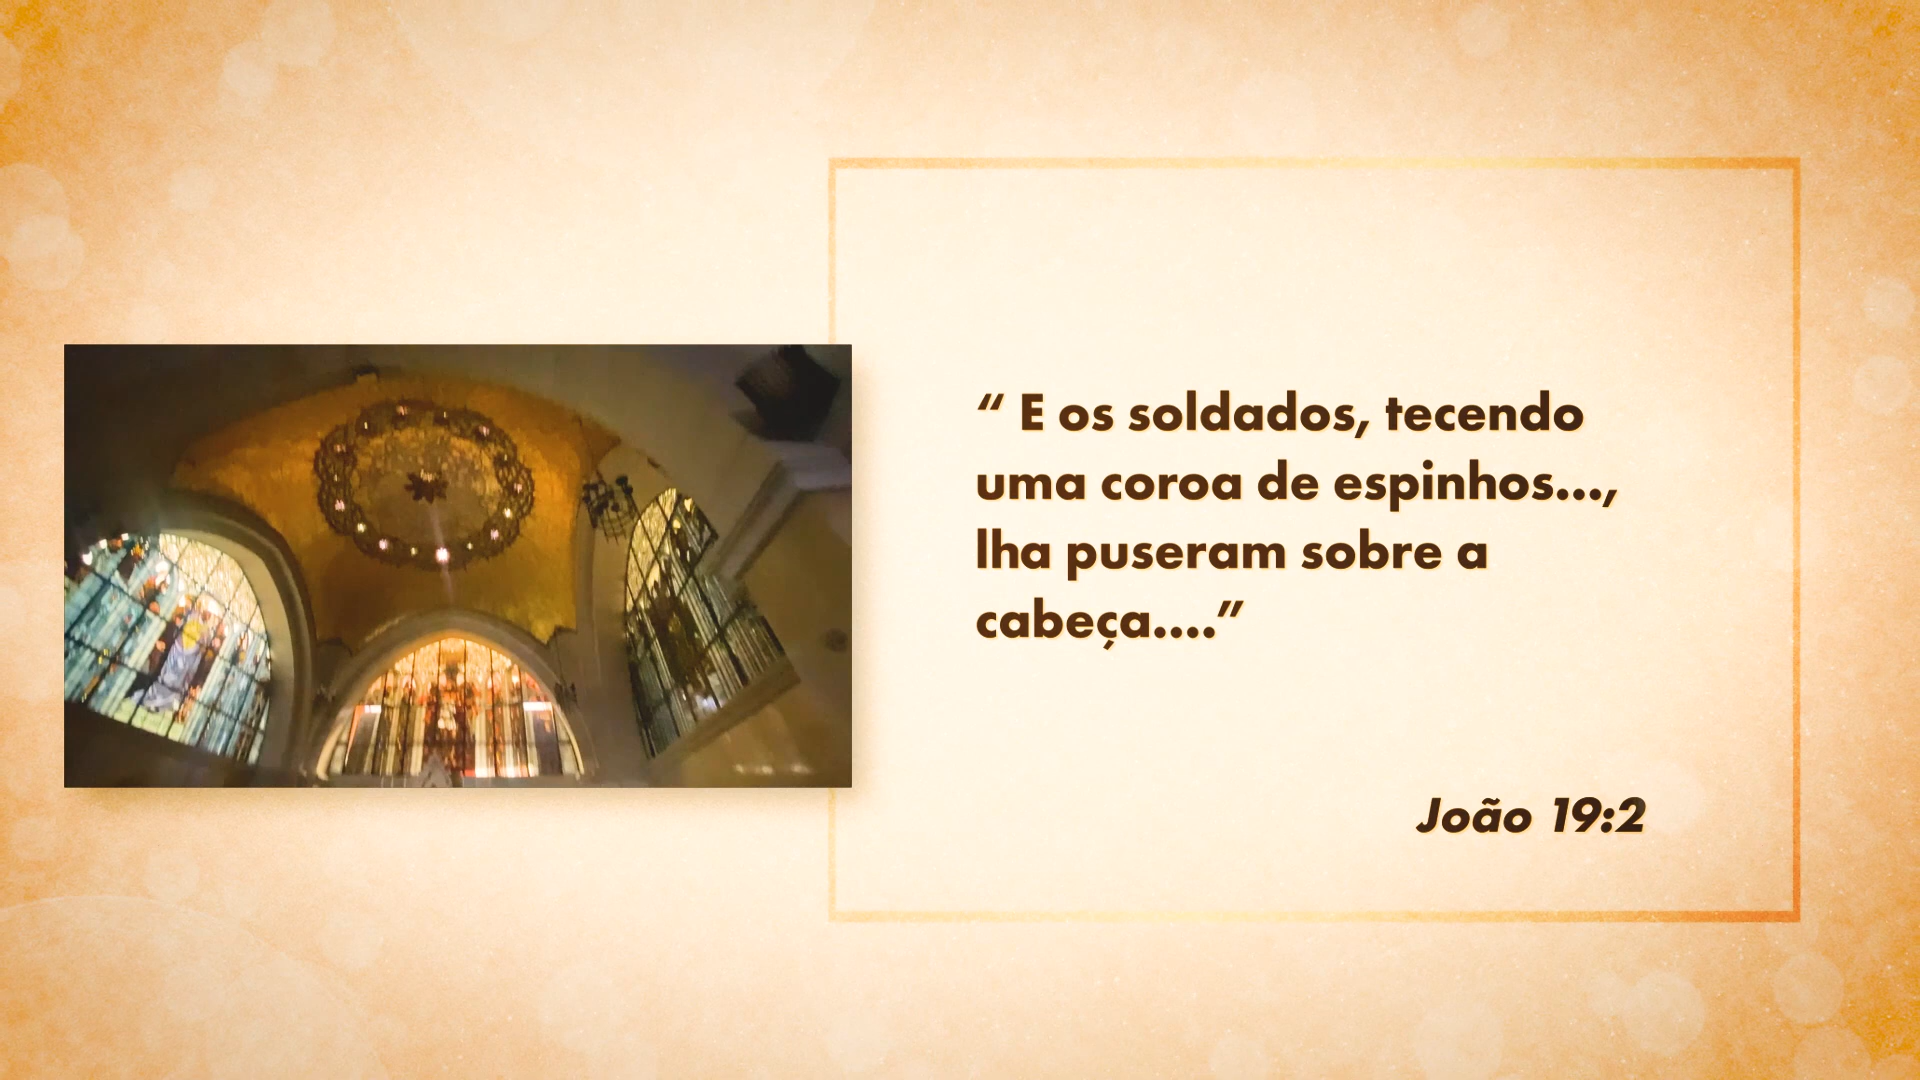 “ E os soldados, tecendo
uma coroa de espinhos...,
lha puseram sobre a
cabeça....”
João 19:2